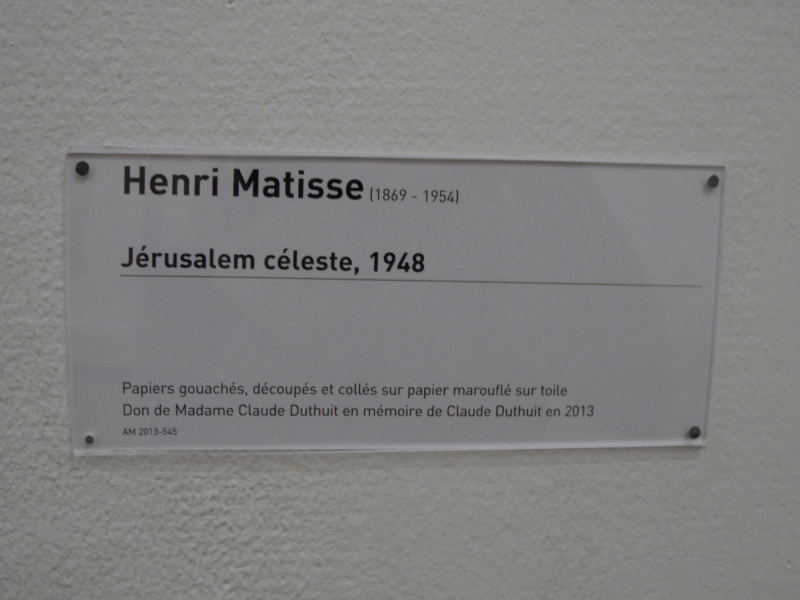 Henri Matisse (1869 - 1954)
Jérusalem céleste, 1948
Papiers gouachés, découpés et collés sur papier marouflé sur toile
Don de Madame Claude Duthuit en mémoire de Claude Duthuit en 2013
AM 2013-545